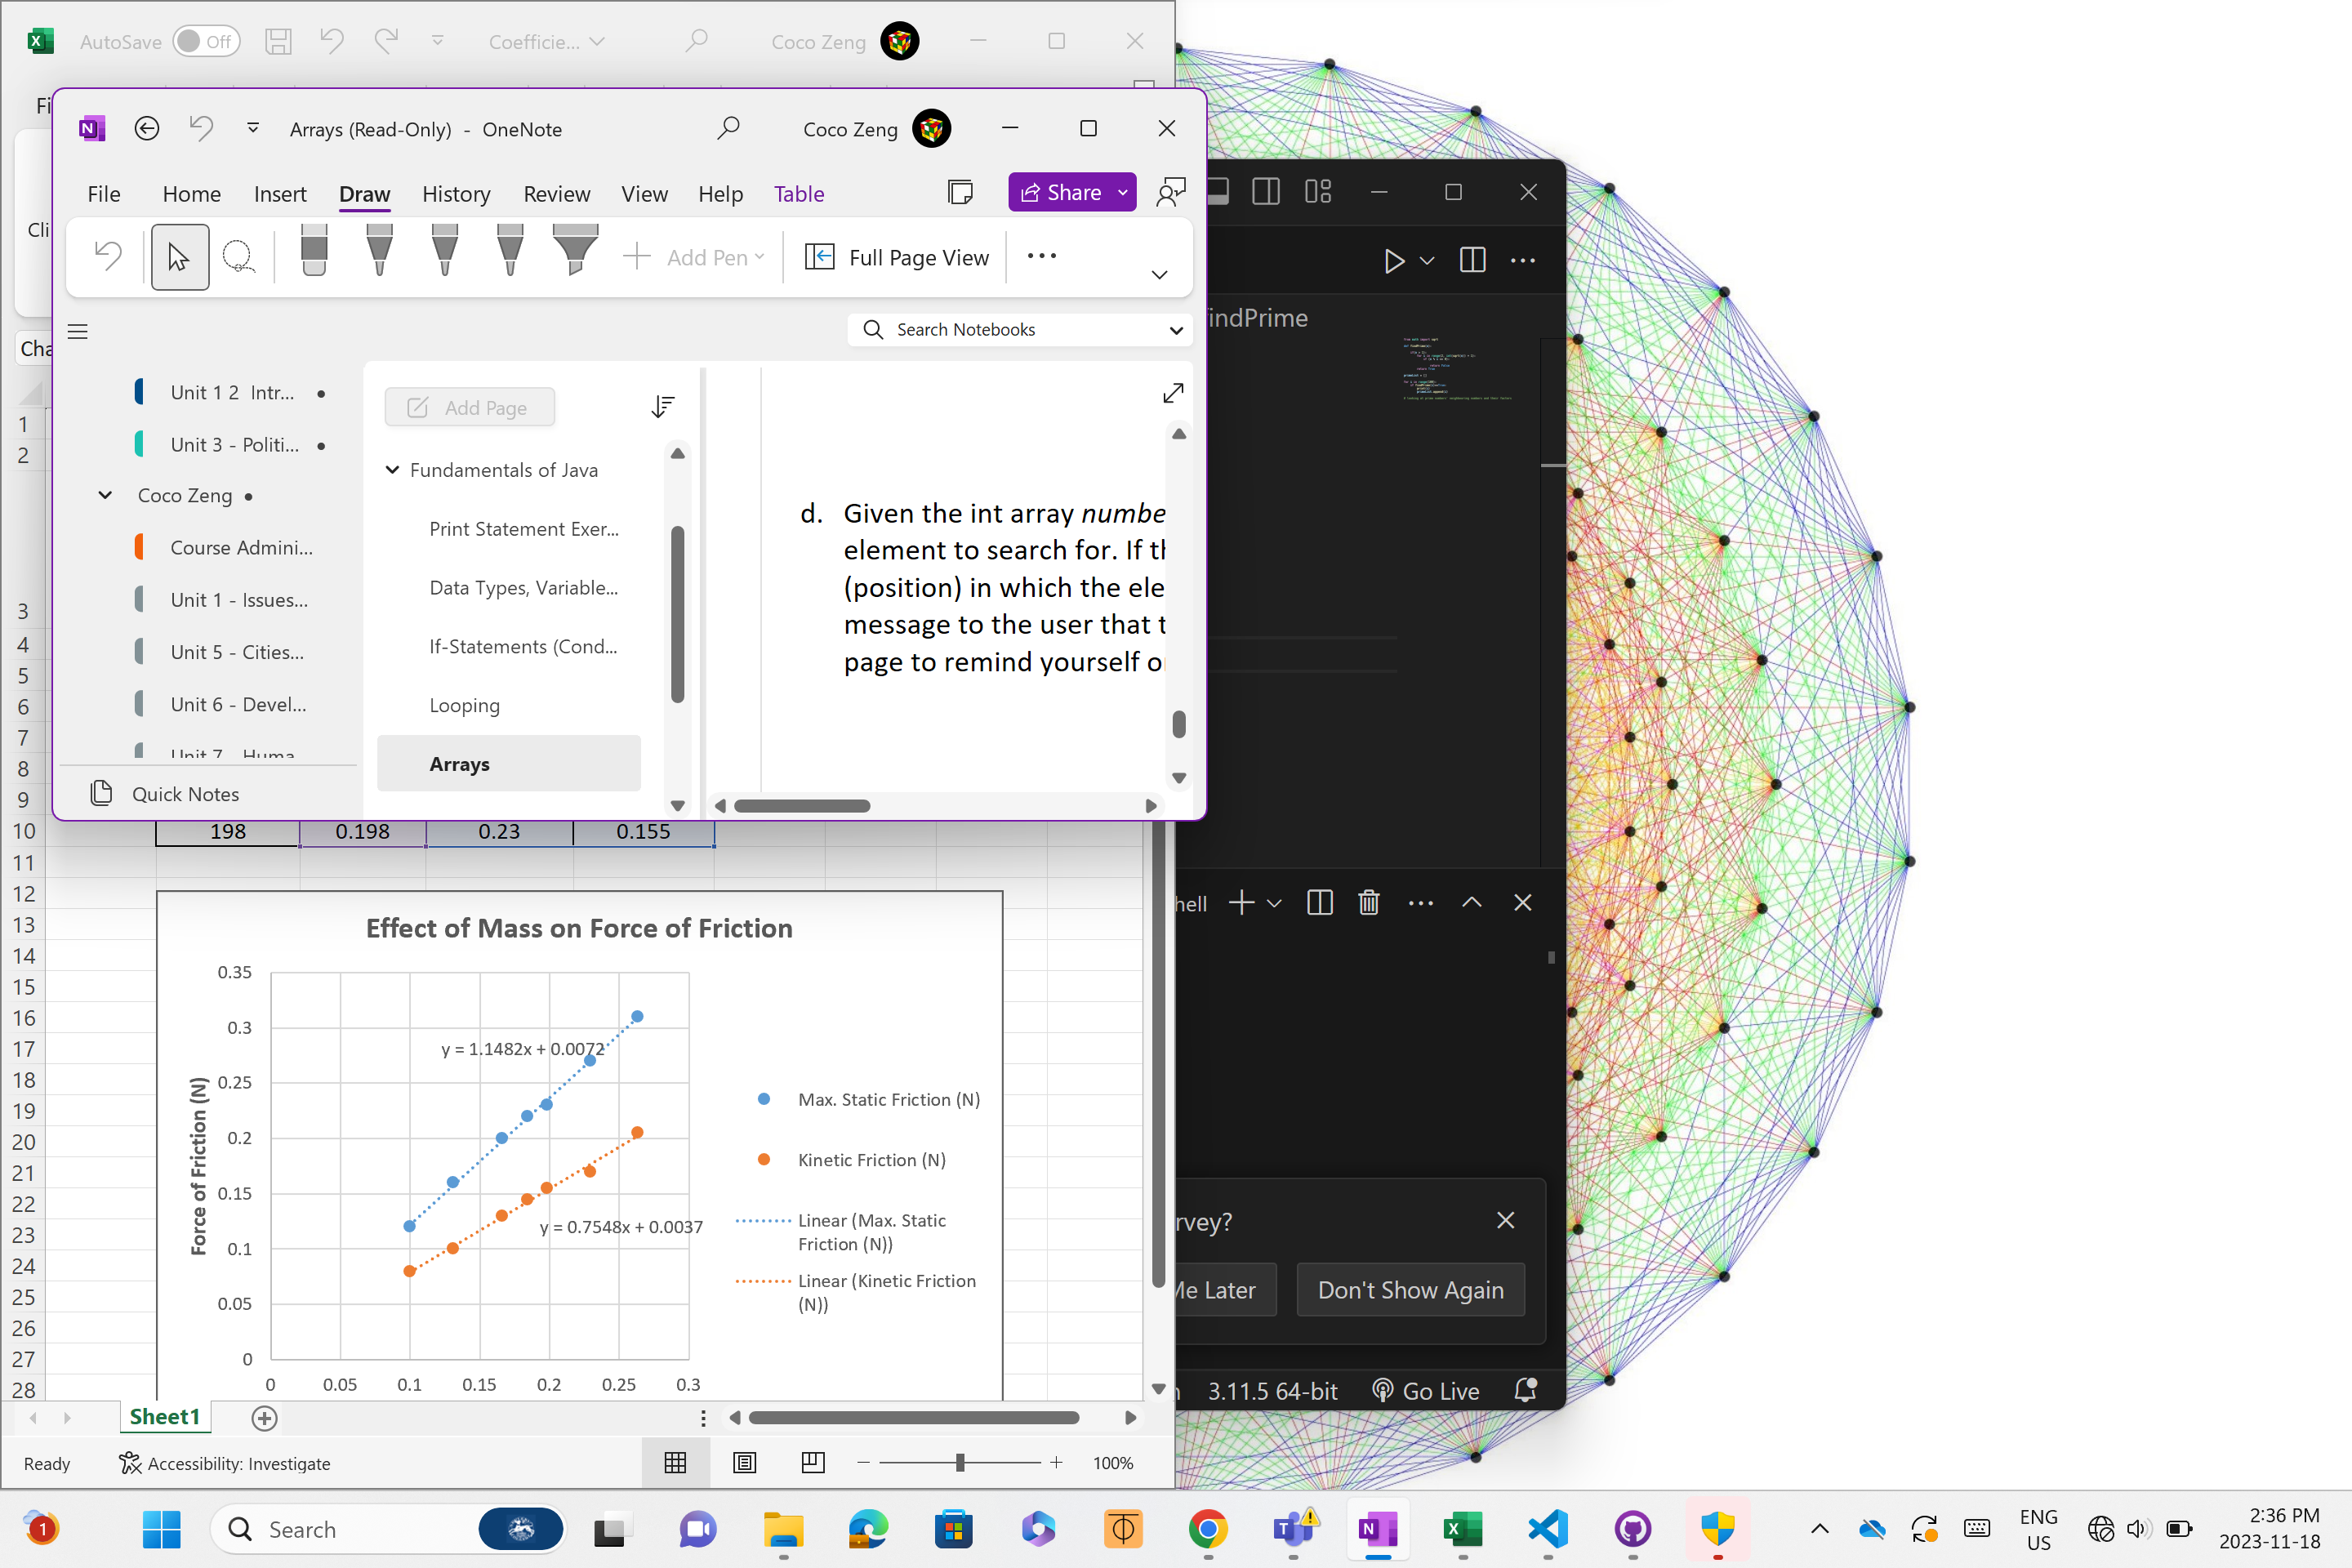 AutoSave Off Coefficie... Coco Zeng
Fi
Arrays (Read-Only) - OneNote Coco Zeng
File Home Insert Draw History Review View Help Table Share
Cli
Add Pen Full Page View
Cha
Search Notebooks
indPrime
Unit 1 2 Intr...
Unit 3 - Politi...
Coco Zeng
Course Admini...
Unit 1 - Issues...
Unit 5 - Cities...
Unit 6 - Devel...
Unit 7 - Huma
Quick Notes
Add Page
Fundamentals of Java
Print Statement Exer...
Data Types, Variable...
If-Statements (Cond...
Looping
Arrays
d. Given the int array numbe
element to search for. If th
(position) in which the ele
message to the user that t
page to remind yourself o
1
2
3
4
5
6
7
8
9
10 198 0.198 0.23 0.155
11
12
13
14
15
16
17
18
19
20
21
22
23
24
25
26
27
28
Effect of Mass on Force of Friction
Force of Friction (N)
0.35
0.3
0.25
0.2
0.15
0.1
0.05
0
0 0.05 0.1 0.15 0.2 0.25 0.3
y = 1.1482x + 0.0072
y = 0.7548x + 0.0037
Max. Static Friction (N)
Kinetic Friction (N)
Linear (Max. Static
Friction (N))
Linear (Kinetic Friction
(N))
hell
rvey?
Me Later Don't Show Again
3.11.5 64-bit Go Live
Sheet1
Ready Accessibility: Investigate 100%
1 Search
ENG
US
2:36 PM
2023-11-18